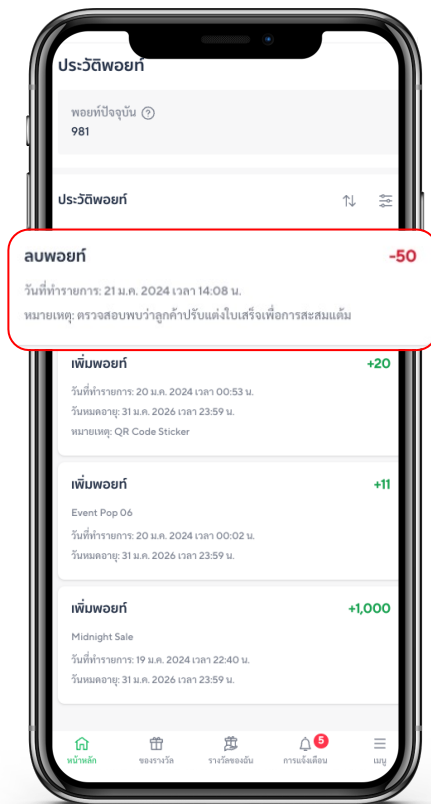 ประวัติพอยท์
พอยท์ปัจจุบัน ?
981
ประวัติพอยท์
ลบพอยท์ -50
วันที่ทำรายการ: 21 ม.ค. 2024 เวลา 14:08 น.
หมายเหตุ: ตรวจสอบพบว่าลูกค้าปรับแต่งใบเสร็จเพื่อการสะสมแต้ม
เพิ่มพอยท์ +20
วันที่ทำรายการ: 20 ม.ค. 2024 เวลา 00:53 น.
วันหมดอายุ: 31 ม.ค. 2026 เวลา 23:59 น.
หมายเหตุ: QR Code Sticker
เพิ่มพอยท์ +11
Event Pop 06
วันที่ทำรายการ: 20 ม.ค. 2024 เวลา 00:02 น.
วันหมดอายุ: 31 ม.ค. 2026 เวลา 23:59 น.
เพิ่มพอยท์ +1,000
Midnight Sale
วันที่ทำรายการ: 19 ม.ค. 2024 เวลา 22:40 น.
วันหมดอายุ: 31 ม.ค. 2026 เวลา 23:59 น.
5
หน้าหลัก ของรางวัล รางวัลของฉัน การแจ้งเตือน เมนู